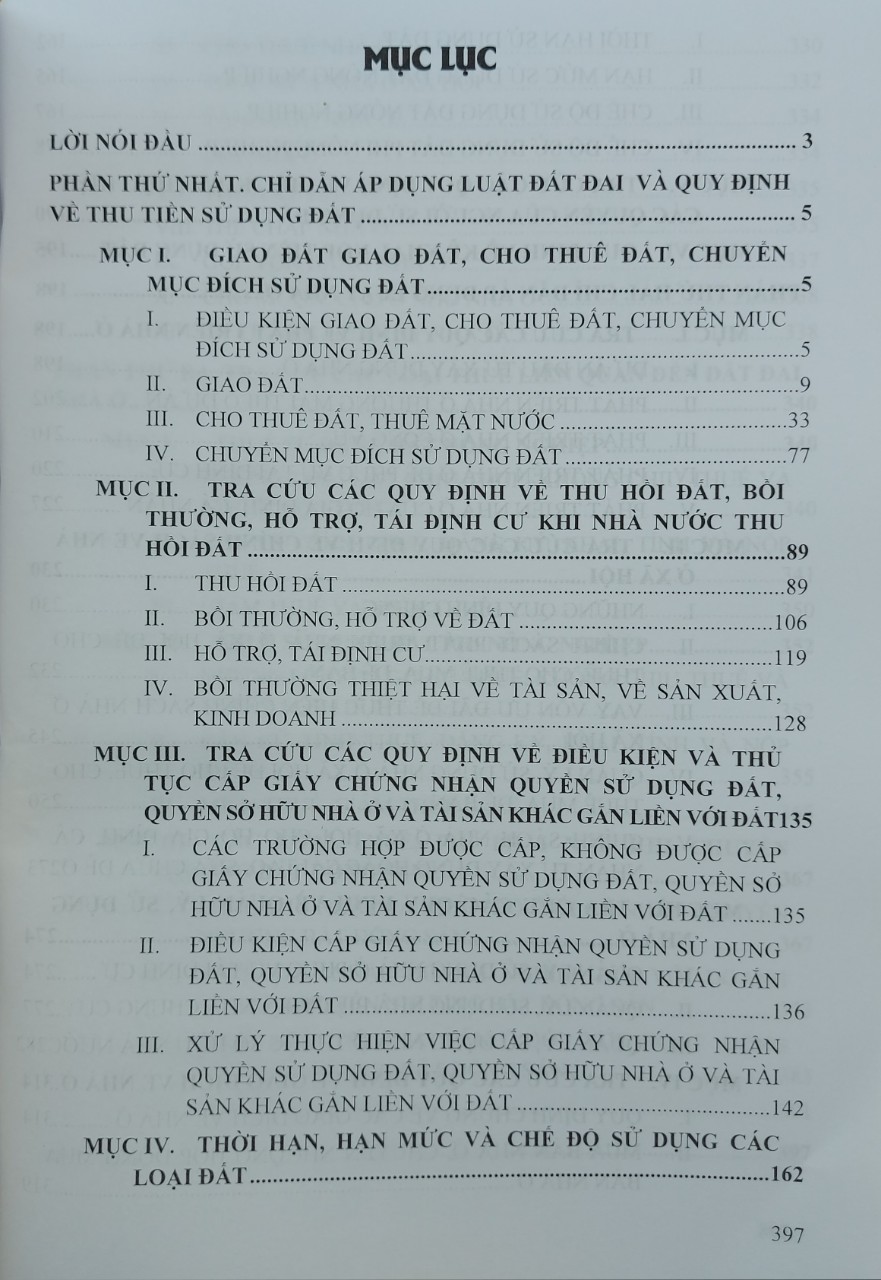 MỤC LỤC
LỜI NÓI ĐẦU ... 3
PHẦN THỨ NHẤT. CHỈ DẪN ÁP DỤNG LUẬT ĐẤT ĐAI VÀ QUY ĐỊNH
VỀ THU TIỀN SỬ DỤNG ĐẤT ... 5
MỤC I. GIAO ĐẤT GIAO ĐẤT, CHO THUÊ ĐẤT, CHUYỂN
MỤC ĐÍCH SỬ DỤNG ĐẤT ... 5
I. ĐIỀU KIỆN GIAO ĐẤT, CHO THUÊ ĐẤT, CHUYỂN MỤC
ĐÍCH SỬ DỤNG ĐẤT ... 5
II. GIAO ĐẤT ... 9
III. CHO THUÊ ĐẤT, THUÊ MẶT NƯỚC ... 33
IV. CHUYỂN MỤC ĐÍCH SỬ DỤNG ĐẤT ... 77
MỤC II. TRA CỨU CÁC QUY ĐỊNH VỀ THU HỒI ĐẤT, BỒI
THƯỜNG, HỖ TRỢ, TÁI ĐỊNH CƯ KHI NHÀ NƯỚC THU
HỒI ĐẤT ... 89
I. THU HỒI ĐẤT ... 89
II. BỒI THƯỜNG, HỖ TRỢ VỀ ĐẤT ... 106
III. HỖ TRỢ, TÁI ĐỊNH CƯ ... 119
IV. BỒI THƯỜNG THIỆT HẠI VỀ TÀI SẢN, VỀ SẢN XUẤT,
KINH DOANH ... 128
MỤC III. TRA CỨU CÁC QUY ĐỊNH VỀ ĐIỀU KIỆN VÀ THỦ
TỤC CẤP GIẤY CHỨNG NHẬN QUYỀN SỬ DỤNG ĐẤT,
QUYỀN SỞ HỮU NHÀ Ở VÀ TÀI SẢN KHÁC GẮN LIỀN VỚI ĐẤT135
I. CÁC TRƯỜNG HỢP ĐƯỢC CẤP, KHÔNG ĐƯỢC CẤP
GIẤY CHỨNG NHẬN QUYỀN SỬ DỤNG ĐẤT, QUYỀN SỞ
HỮU NHÀ Ở VÀ TÀI SẢN KHÁC GẮN LIỀN VỚI ĐẤT ... 135
II. ĐIỀU KIỆN CẤP GIẤY CHỨNG NHẬN QUYỀN SỬ DỤNG
ĐẤT, QUYỀN SỞ HỮU NHÀ Ở VÀ TÀI SẢN KHÁC GẮN
LIỀN VỚI ĐẤT ... 136
III. XỬ LÝ THỰC HIỆN VIỆC CẤP GIẤY CHỨNG NHẬN
QUYỀN SỬ DỤNG ĐẤT, QUYỀN SỞ HỮU NHÀ Ở VÀ TÀI
SẢN KHÁC GẮN LIỀN VỚI ĐẤT ... 142
MỤC IV. THỜI HẠN, HẠN MỨC VÀ CHẾ ĐỘ SỬ DỤNG CÁC
LOẠI ĐẤT ... 162
397